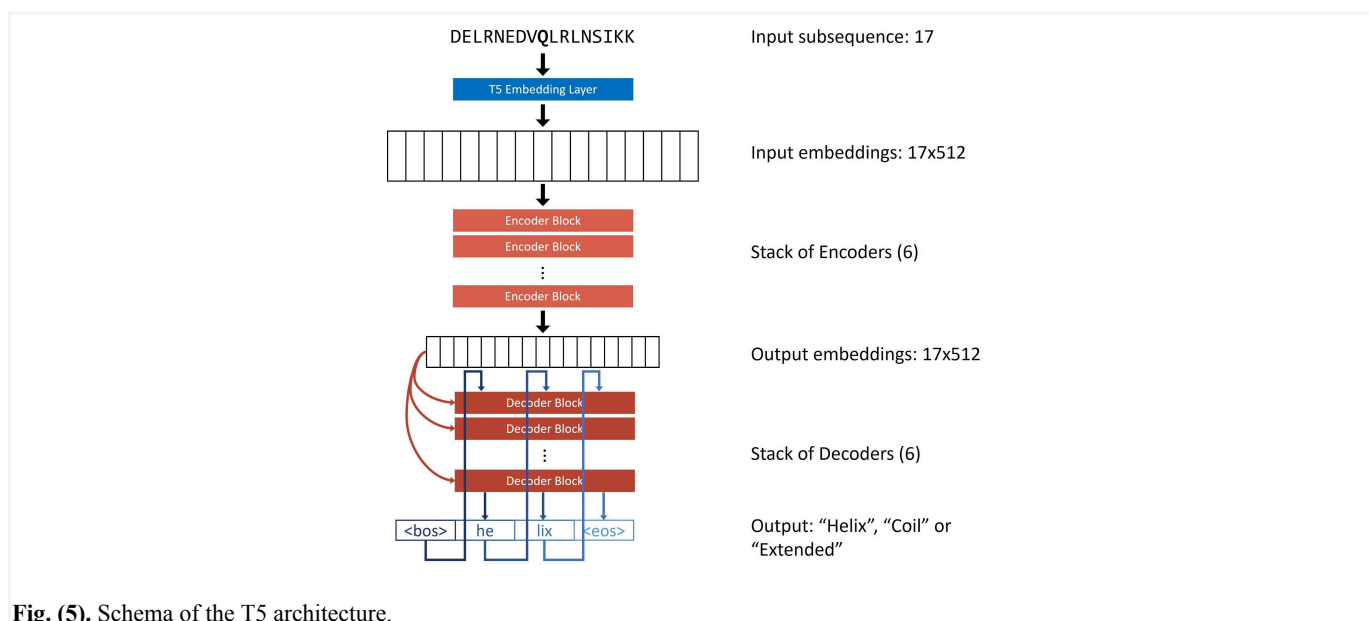 DELRNEDVQLRLNSIKK
Input subsequence: 17
T5 Embedding Layer
Input embeddings: 17x512
Encoder Block
Encoder Block
Stack of Encoders (6)
⋮
Encoder Block
Output embeddings: 17x512
Decoder Block
Decoder Block
Stack of Decoders (6)
⋮
Decoder Block
<bos> he lix <eos>
Output: “Helix”, “Coil” or
“Extended”
Fig. (5). Schema of the T5 architecture.